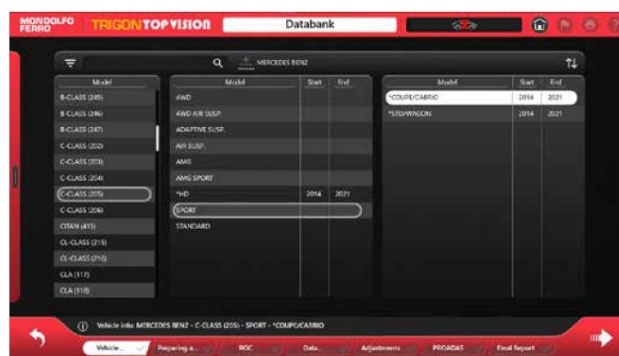 MONDOLFO
FERRO
TRIGON TOP VISION
Databank
MERCEDES BENZ
Model
B-CLASS (245)
B-CLASS (246)
B-CLASS (247)
C-CLASS (202)
C-CLASS (203)
C-CLASS (204)
C-CLASS (205)
C-CLASS (206)
CITAN (415)
CL-CLASS (215)
CL-CLASS (216)
CLA (117)
CLA (118)
Model Start End
4WD
4WD AIR SUSP.
ADAPTIVE SUSP.
AIR SUSP.
AMG
AMG SPORT
*HD 2014 2021
SPORT
STANDARD
Model Start End
*COUPE/CABRIO 2014 2021
*STD/WAGON 2014 2021
Vehicle info: MERCEDES BENZ - C-CLASS (205) - SPORT - *COUPE/CABRIO
Vehicle...
Preparing a...
ROC
Data...
Adjustments
PROADAS
Final Report